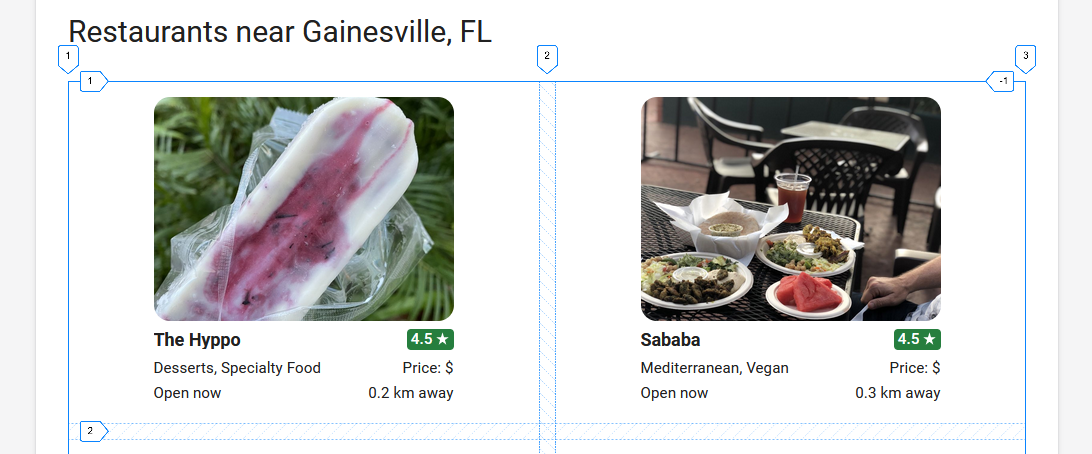 Restaurants near Gainesville, FL
1 2 3
1 -1
The Hyppo 4.5 ★
Desserts, Specialty Food Price: $
Open now 0.2 km away
Sababa 4.5 ★
Mediterranean, Vegan Price: $
Open now 0.3 km away
2